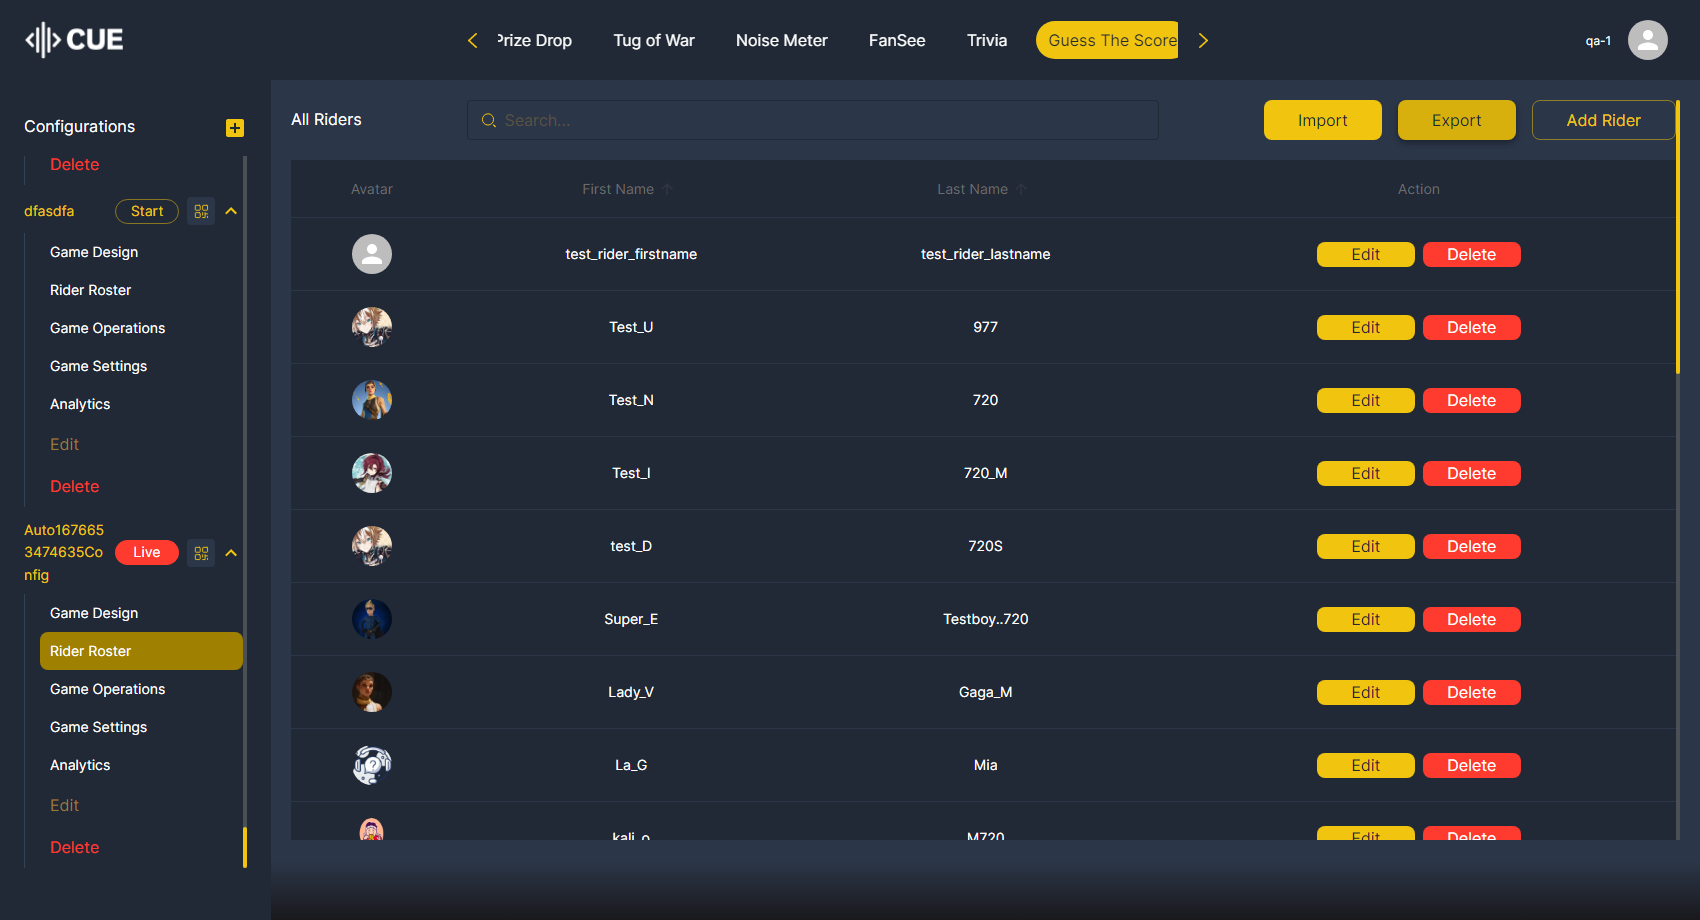 CUE
Prize Drop
Tug of War
Noise Meter
FanSee
Trivia
Guess The Score
qa-1
Configurations
Delete
dfasdfa
Start
Game Design
Rider Roster
Game Operations
Game Settings
Analytics
Edit
Delete
Auto167665
3474635Co
nfig
Live
Game Design
Rider Roster
Game Operations
Game Settings
Analytics
Edit
Delete
All Riders
Search...
Import
Export
Add Rider
Avatar First Name Last Name Action
test_rider_firstname test_rider_lastname Edit Delete
Test_U 977 Edit Delete
Test_N 720 Edit Delete
Test_I 720_M Edit Delete
test_D 720S Edit Delete
Super_E Testboy..720 Edit Delete
Lady_V Gaga_M Edit Delete
La_G Mia Edit Delete
kali_o M720 Edit Delete